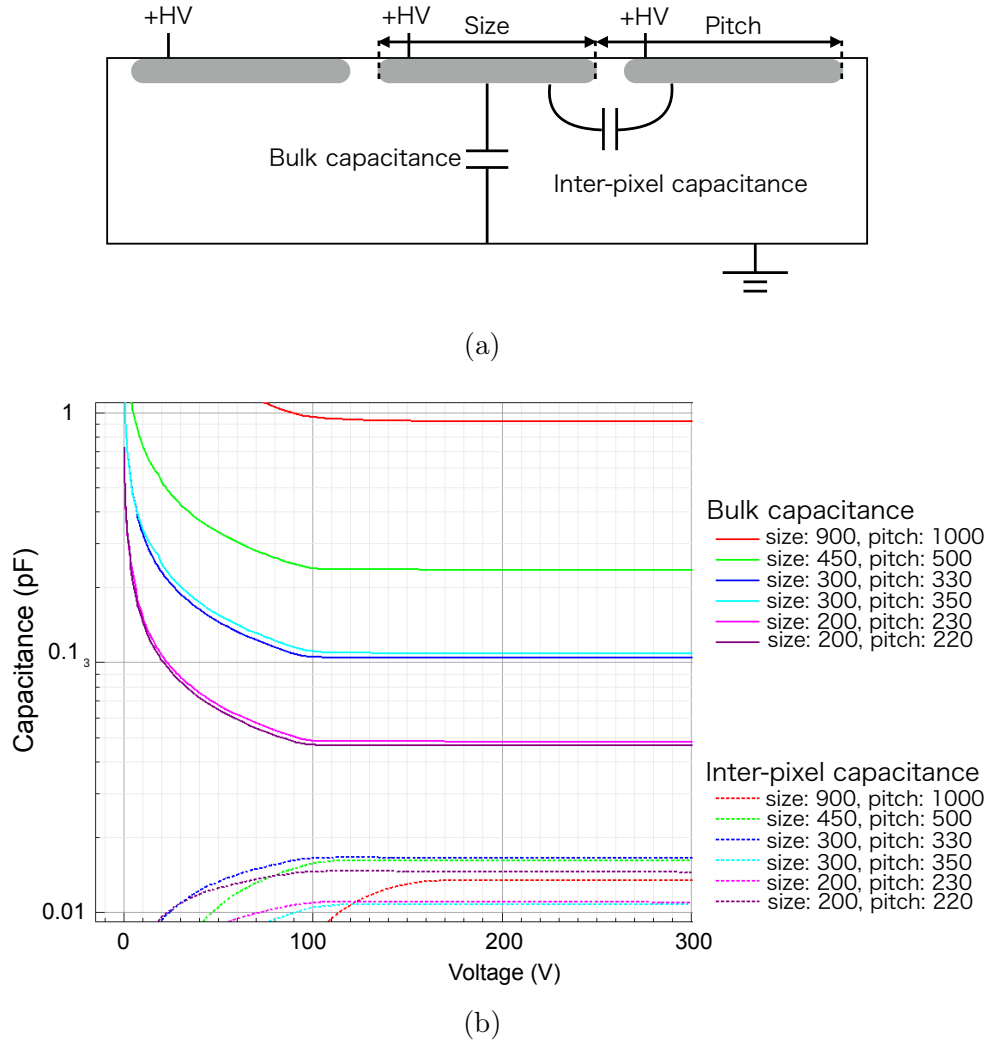 +HV +HV Size +HV Pitch
Bulk capacitance
Inter-pixel capacitance
(a)
Capacitance (pF)
1
0.1 3
0.01
0 100 200 300
Voltage (V)
Bulk capacitance
size: 900, pitch: 1000
size: 450, pitch: 500
size: 300, pitch: 330
size: 300, pitch: 350
size: 200, pitch: 230
size: 200, pitch: 220
Inter-pixel capacitance
size: 900, pitch: 1000
size: 450, pitch: 500
size: 300, pitch: 330
size: 300, pitch: 350
size: 200, pitch: 230
size: 200, pitch: 220
(b)